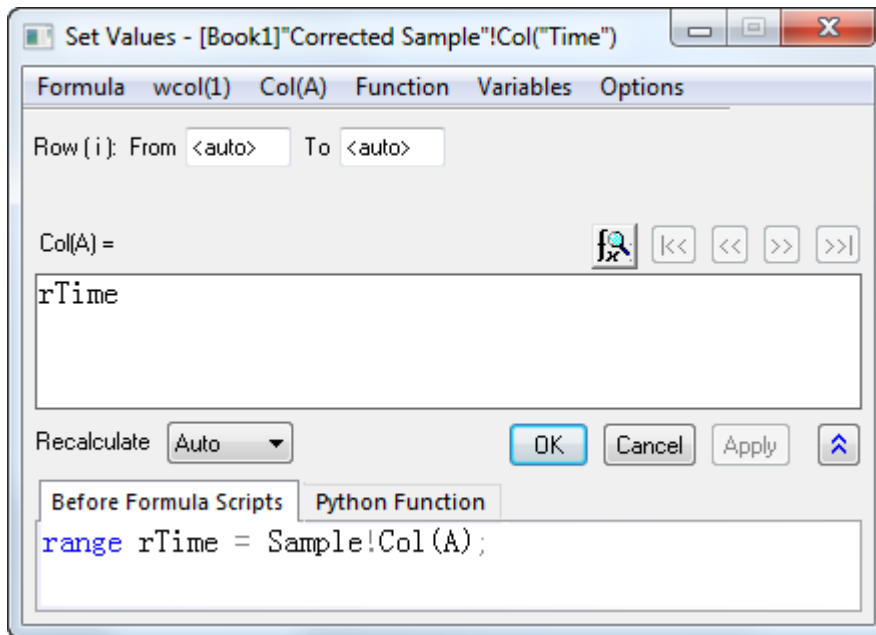 Set Values - [Book1]"Corrected Sample"!Col("Time")
Formula wcol(1) Col(A) Function Variables Options
Row (i): From <auto> To <auto>
Col(A) =
fx |<< << >> >>|
rTime
Recalculate Auto OK Cancel Apply
Before Formula Scripts Python Function
range rTime = Sample!Col(A);